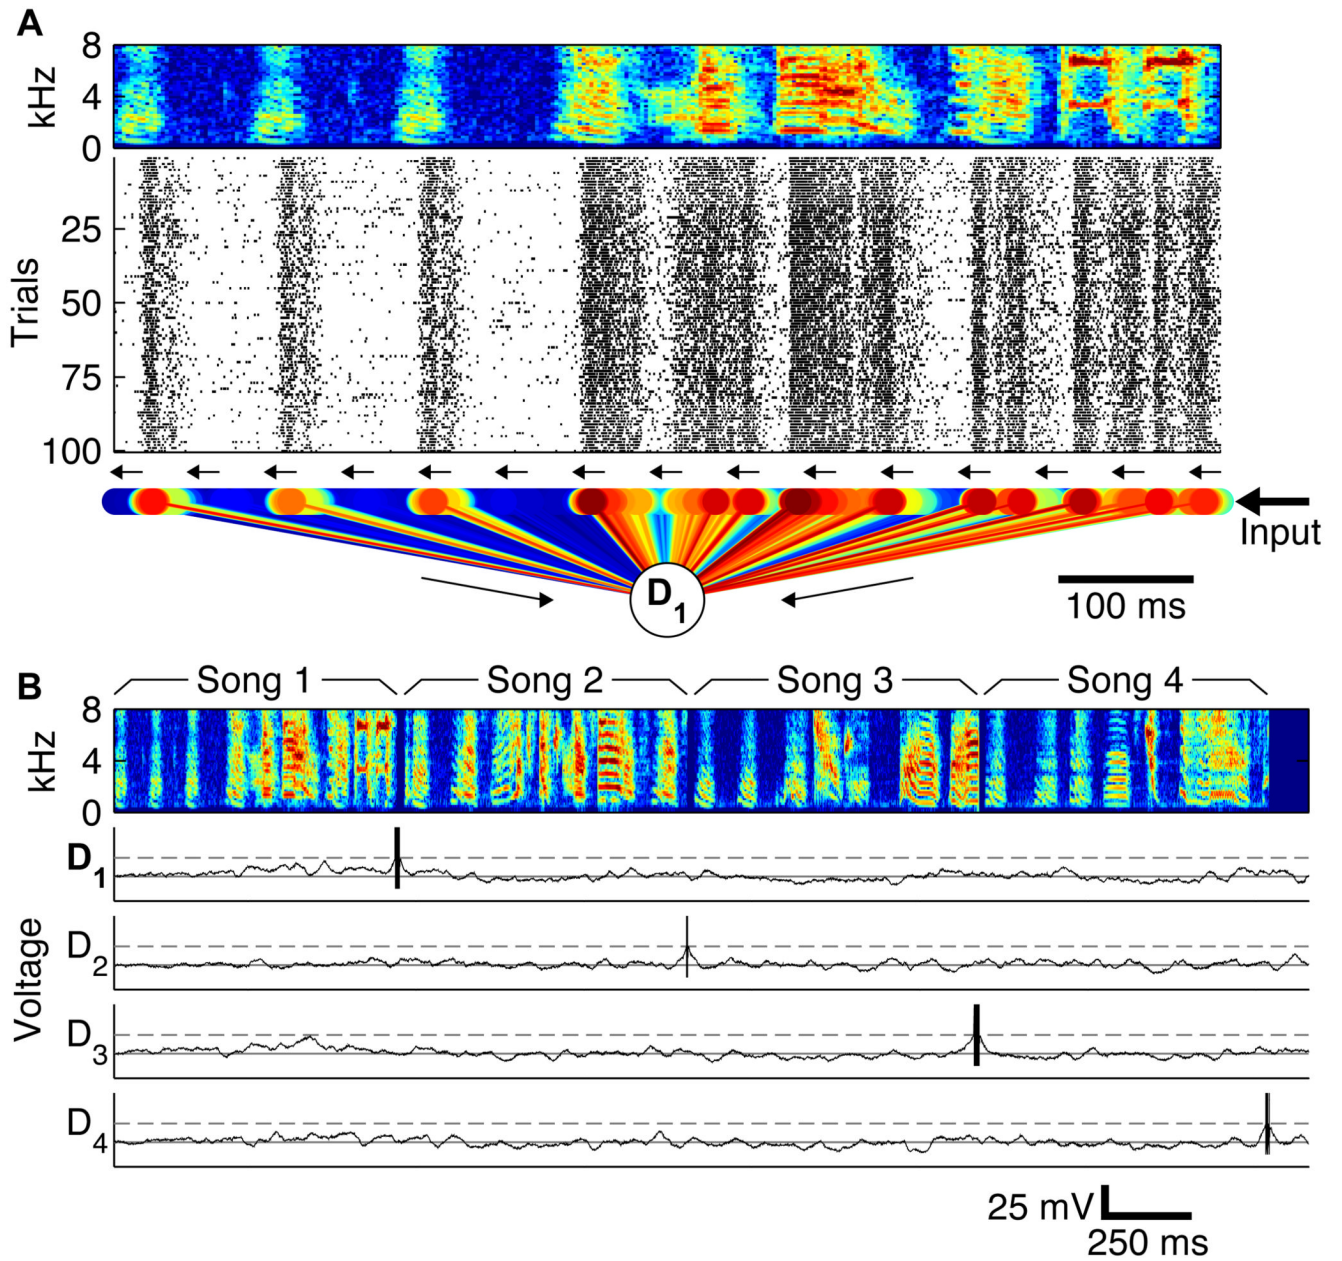 A
8
kHz
4
0
Trials
25
50
75
100
Input
D1
100 ms
B
Song 1 Song 2 Song 3 Song 4
8
kHz
4
0
Voltage
D1
D2
D3
D4
25 mV
250 ms